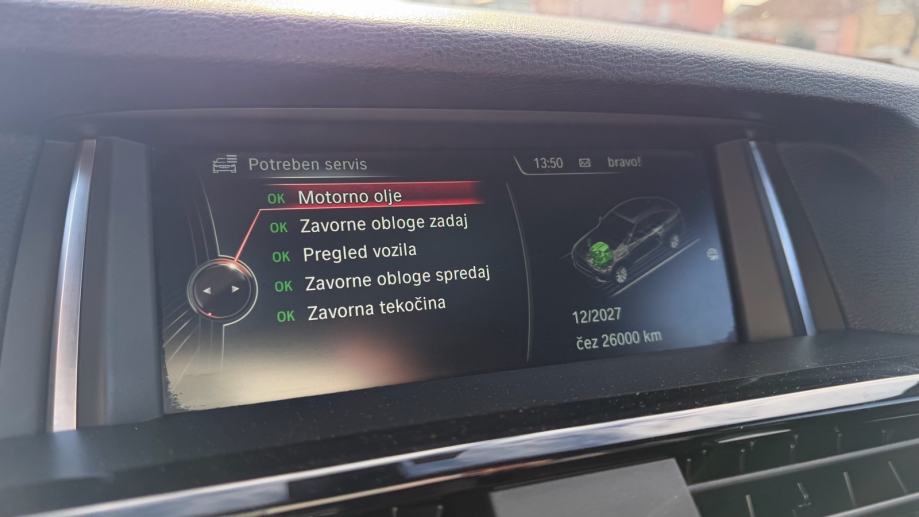 Potreben servis
13:50 bravo!
OK Motorno olje
OK Zavorne obloge zadaj
OK Pregled vozila
OK Zavorne obloge spredaj
OK Zavorna tekočina
12/2027
čez 26000 km